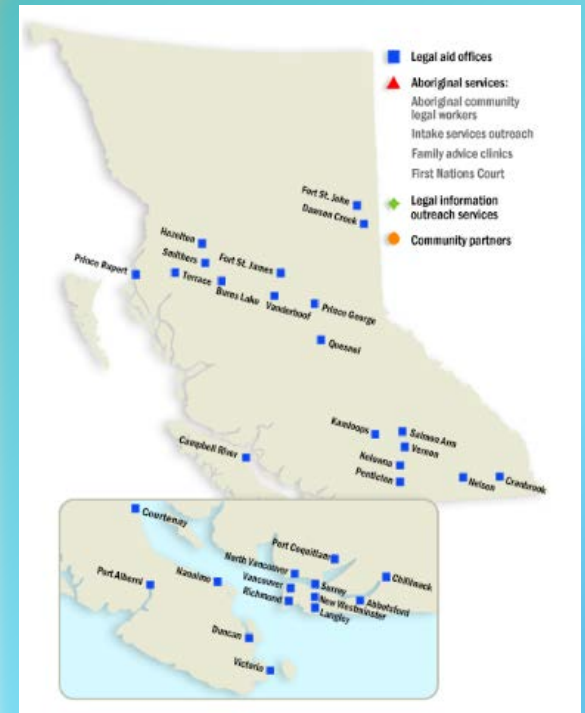 Legal aid offices
Aboriginal services:
Aboriginal community
legal workers
Intake services outreach
Family advice clinics
First Nations Court
Legal information
outreach services
Community partners
Fort St. John
Dawson Creek
Hazelton
Smithers
Fort St. James
Prince Rupert
Terrace
Burns Lake
Vanderhoof
Prince George
Quesnel
Kamloops
Salmon Arm
Vernon
Kelowna
Penticton
Nelson
Cranbrook
Campbell River
Courtenay
Port Coquitlam
North Vancouver
Chilliwack
Port Alberni
Nanaimo
Vancouver
Surrey
Richmond
New Westminster
Abbotsford
Langley
Duncan
Victoria